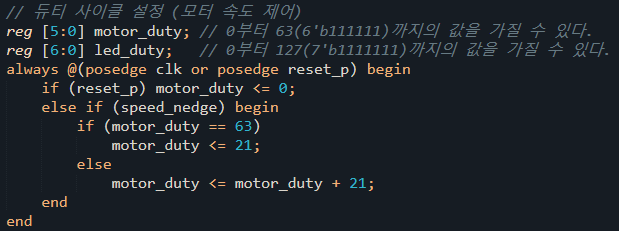 // 듀티 사이클 설정 (모터 속도 제어)
reg [5:0] motor_duty; // 0부터 63(6'b111111)까지의 값을 가질 수 있다.
reg [6:0] led_duty;   // 0부터 127(7'b1111111)까지의 값을 가질 수 있다.
always @(posedge clk or posedge reset_p) begin
    if (reset_p) motor_duty <= 0;
    else if (speed_nedge) begin
        if (motor_duty == 63)
            motor_duty <= 21;
        else
            motor_duty <= motor_duty + 21;
    end
end